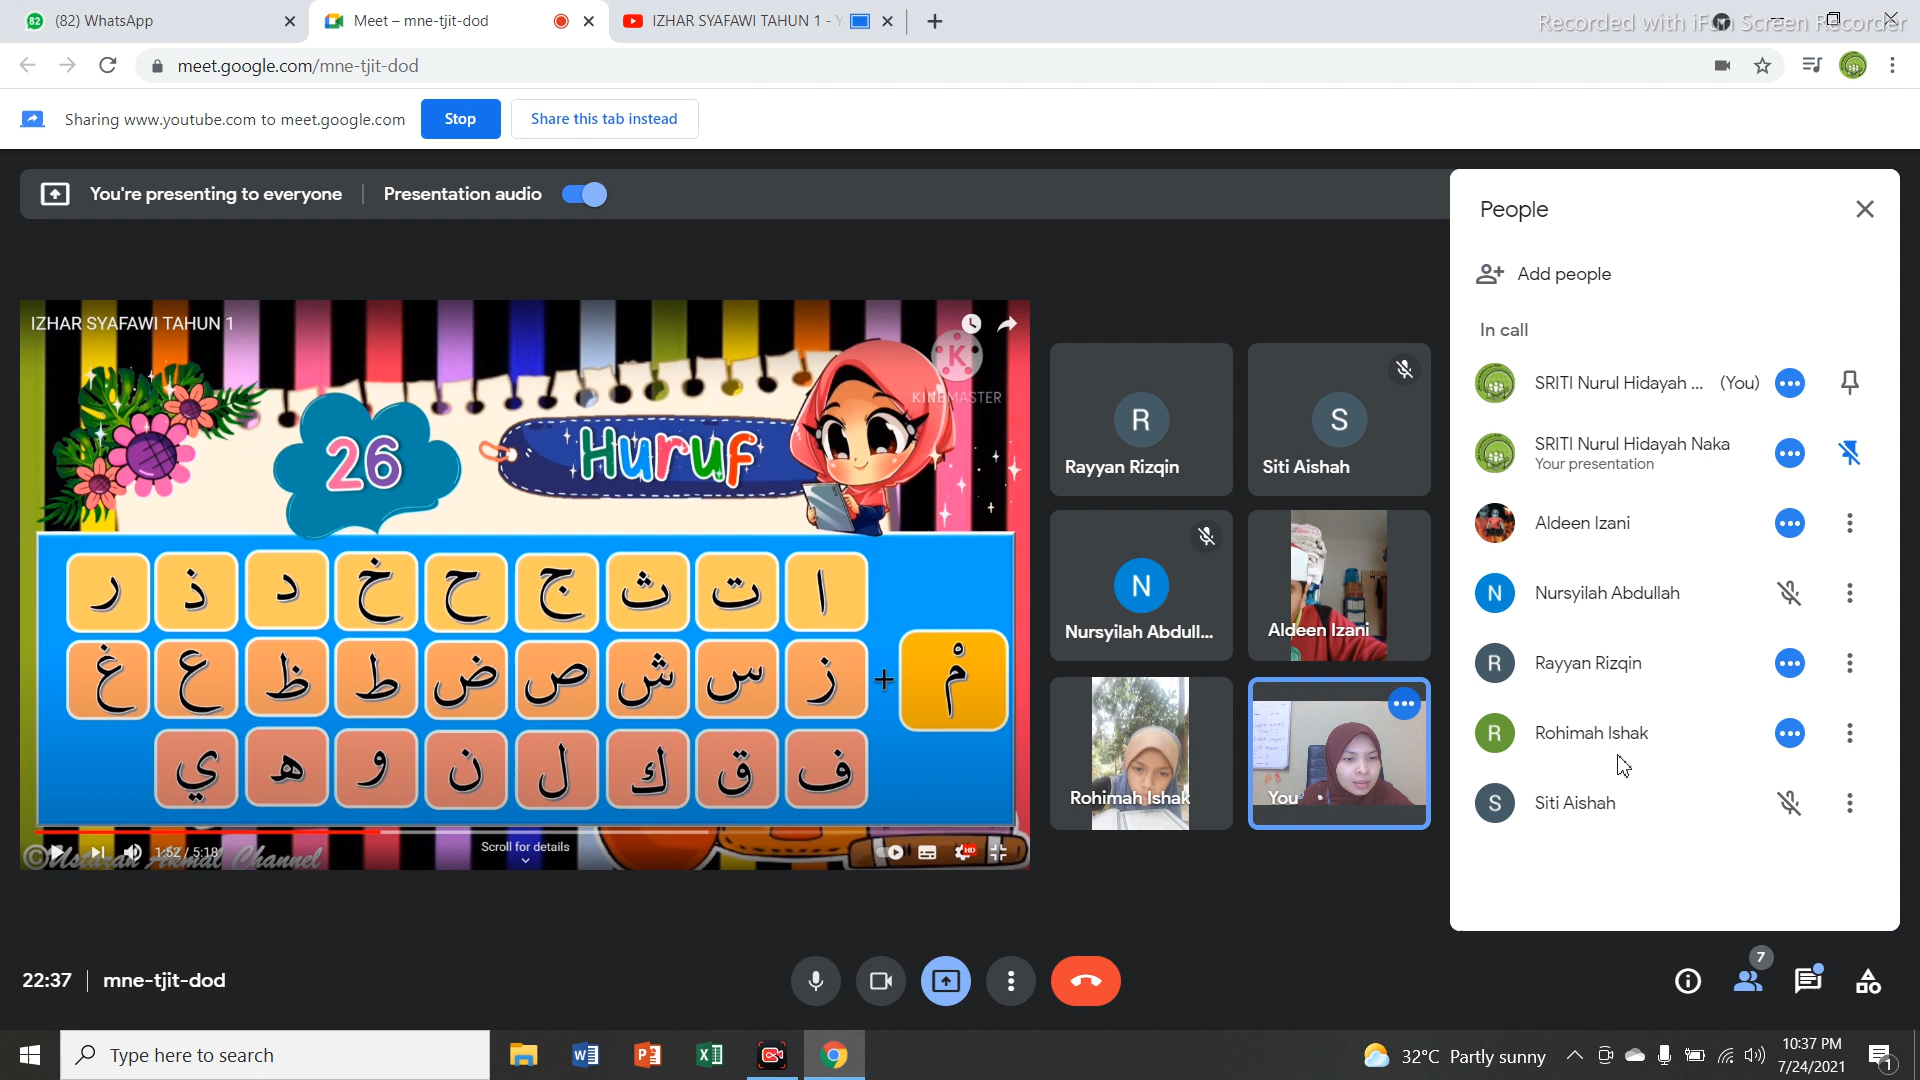 (82) WhatsApp
Meet – mne-tjit-dod
IZHAR SYAFAWI TAHUN 1 -
Recorded with iFun Screen Recorder
meet.google.com/mne-tjit-dod
Sharing www.youtube.com to meet.google.com
Stop
Share this tab instead
You're presenting to everyone
Presentation audio
IZHAR SYAFAWI TAHUN 1
K
KINEMASTER
26
Huruf
ا ت ث ج ح خ د ذ ر
مْ + ز س ش ص ض ط ظ ع غ
ف ق ك ل ن و ه ي
©Ustazah Akmal Channel
1:52 / 5:18
Scroll for details
HD
R
Rayyan Rizqin
S
Siti Aishah
N
Nursyilah Abdull...
Aldeen Izani
Rohimah Ishak
You
People
Add people
In call
SRITI Nurul Hidayah ... (You)
SRITI Nurul Hidayah Naka
Your presentation
Aldeen Izani
N Nursyilah Abdullah
R Rayyan Rizqin
R Rohimah Ishak
S Siti Aishah
22:37 | mne-tjit-dod
7
Type here to search
32°C Partly sunny
10:37 PM
7/24/2021
1